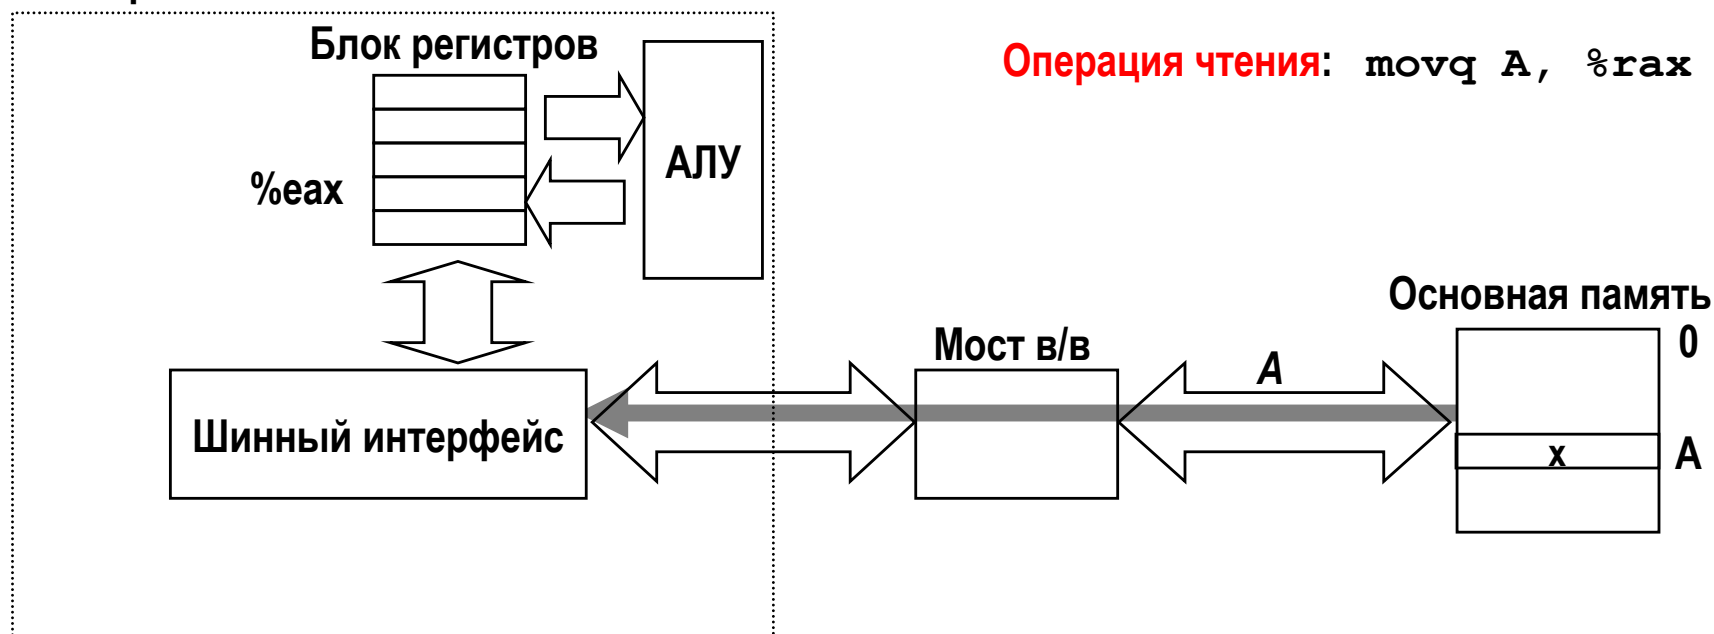 Блок регистров
Операция чтения: movq A, %rax
АЛУ
%eax
Основная память
Мост в/в
0
A
Шинный интерфейс
x
A